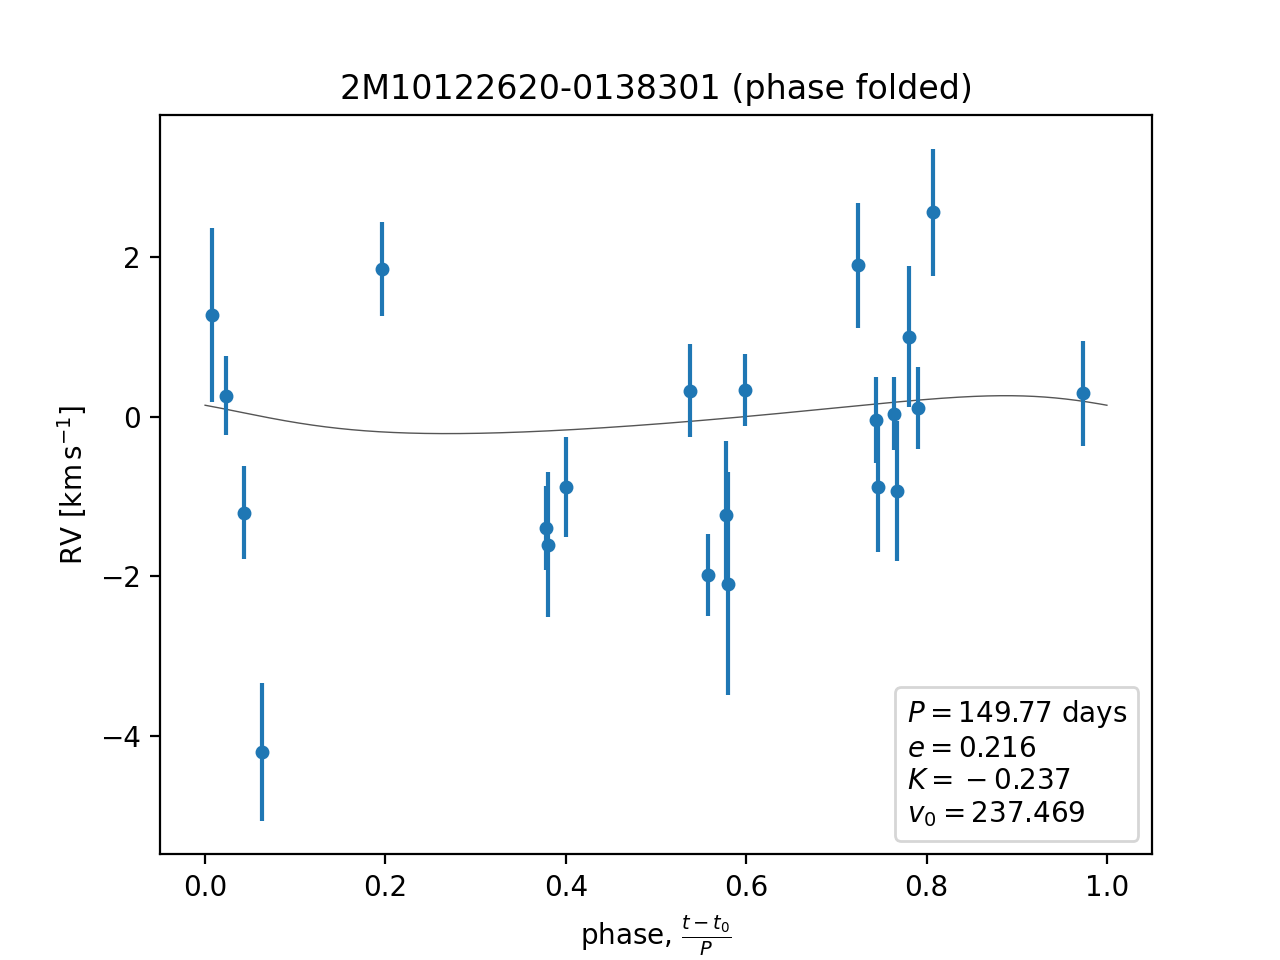 2M10122620-0138301 (phase folded)
RV [km s⁻¹]
2
0
−2
−4
P = 149.77 days
e = 0.216
K = −0.237
v₀ = 237.469
0.0 0.2 0.4 0.6 0.8 1.0
phase, (t − t₀)/P